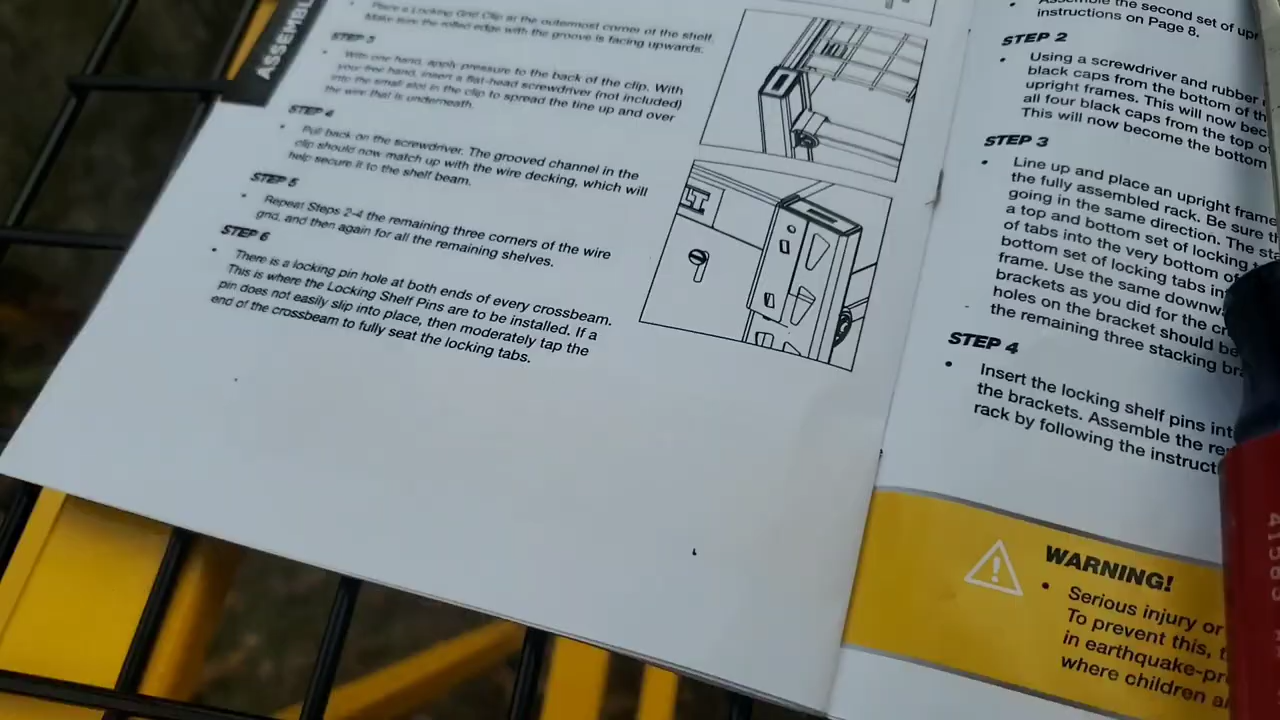 ASSEMBL
Place a Locking Grid Clip at the outermost corner of the shelf.
Make sure the rolled edge with the groove is facing upwards.
STEP 3
• With one hand, apply pressure to the back of the clip. With
your free hand, insert a flat-head screwdriver (not included)
into the small slot in the clip to spread the tine up and over
the wire that is underneath.
STEP 4
• Pull back on the screwdriver. The grooved channel in the
clip should now match up with the wire decking, which will
help secure it to the shelf beam.
STEP 5
• Repeat Steps 2-4 the remaining three corners of the wire
grid, and then again for all the remaining shelves.
STEP 6
• There is a locking pin hole at both ends of every crossbeam.
This is where the Locking Shelf Pins are to be installed. If a
pin does not easily slip into place, then moderately tap the
end of the crossbeam to fully seat the locking tabs.
LT
the second set of upr
instructions on Page 8.
STEP 2
• Using a screwdriver and rubber
black caps from the bottom of th
upright frames. This will now bec
all four black caps from the top o
This will now become the bottom
STEP 3
• Line up and place an upright frame
the fully assembled rack. Be sure t
going in the same direction. The sta
a top and bottom set of locking t
of tabs into the very bottom of
bottom set of locking tabs in
frame. Use the same downw
brackets as you did for the cr
holes on the bracket should be
the remaining three stacking bra
STEP 4
• Insert the locking shelf pins int
the brackets. Assemble the re
rack by following the instruct
WARNING!
• Serious injury or
To prevent this, t
in earthquake-pr
where children a
41585